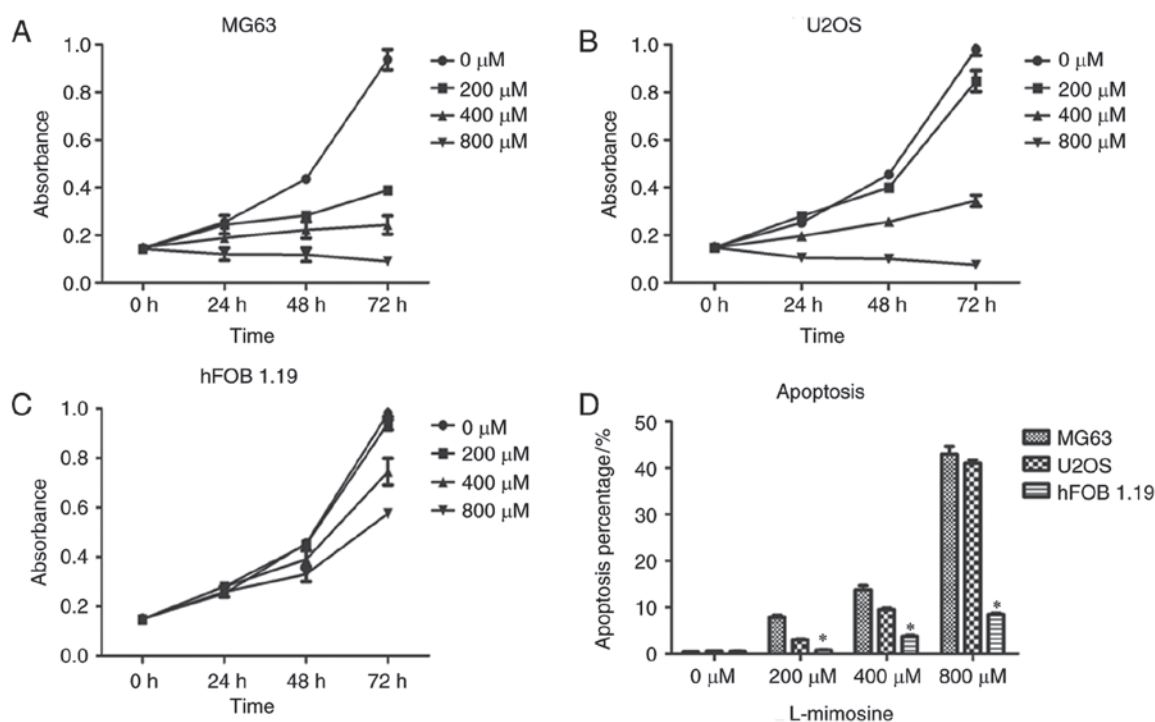 A
MG63
Absorbance
1.0
0.8
0.6
0.4
0.2
0.0
0 h
24 h
48 h
72 h
Time
0 μM
200 μM
400 μM
800 μM
B
U2OS
Absorbance
1.0
0.8
0.6
0.4
0.2
0.0
0 h
24 h
48 h
72 h
Time
0 μM
200 μM
400 μM
800 μM
C
hFOB 1.19
Absorbance
1.0
0.8
0.6
0.4
0.2
0.0
0 h
24 h
48 h
72 h
Time
0 μM
200 μM
400 μM
800 μM
D
Apoptosis
Apoptosis percentage/%
50
40
30
20
10
0
* * *
0 μM
200 μM
400 μM
800 μM
L-mimosine
MG63
U2OS
hFOB 1.19